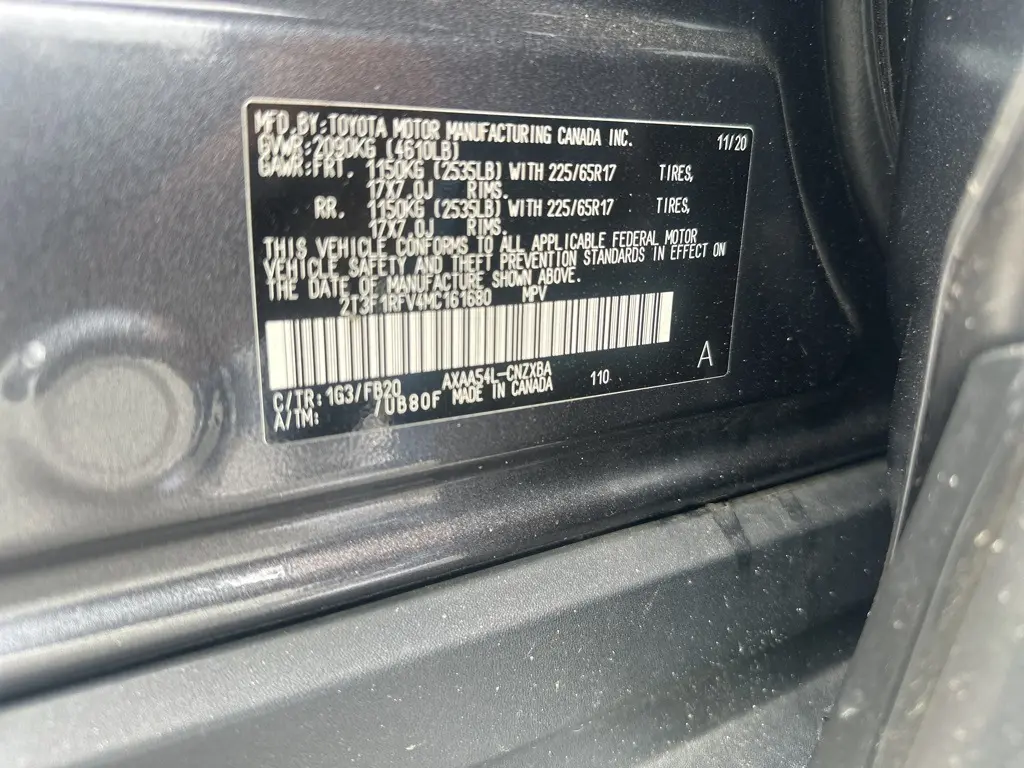 MFD.BY:TOYOTA MOTOR MANUFACTURING CANADA INC. 11/20
GVWR:2090KG (4610LB)
GAWR:FRT. 1150KG (2535LB) WITH 225/65R17 TIRES,
17X7.0J RIMS.
RR. 1150KG (2535LB) WITH 225/65R17 TIRES,
17X7.0J RIMS.
THIS VEHICLE CONFORMS TO ALL APPLICABLE FEDERAL MOTOR
VEHICLE SAFETY AND THEFT PREVENTION STANDARDS IN EFFECT ON
THE DATE OF MANUFACTURE SHOWN ABOVE.
2T3F1RFV4MC161680 MPV
A
C/TR:1G3/FB20 AXAA54L-CNZXBA 110
A/TM: /UB80F MADE IN CANADA